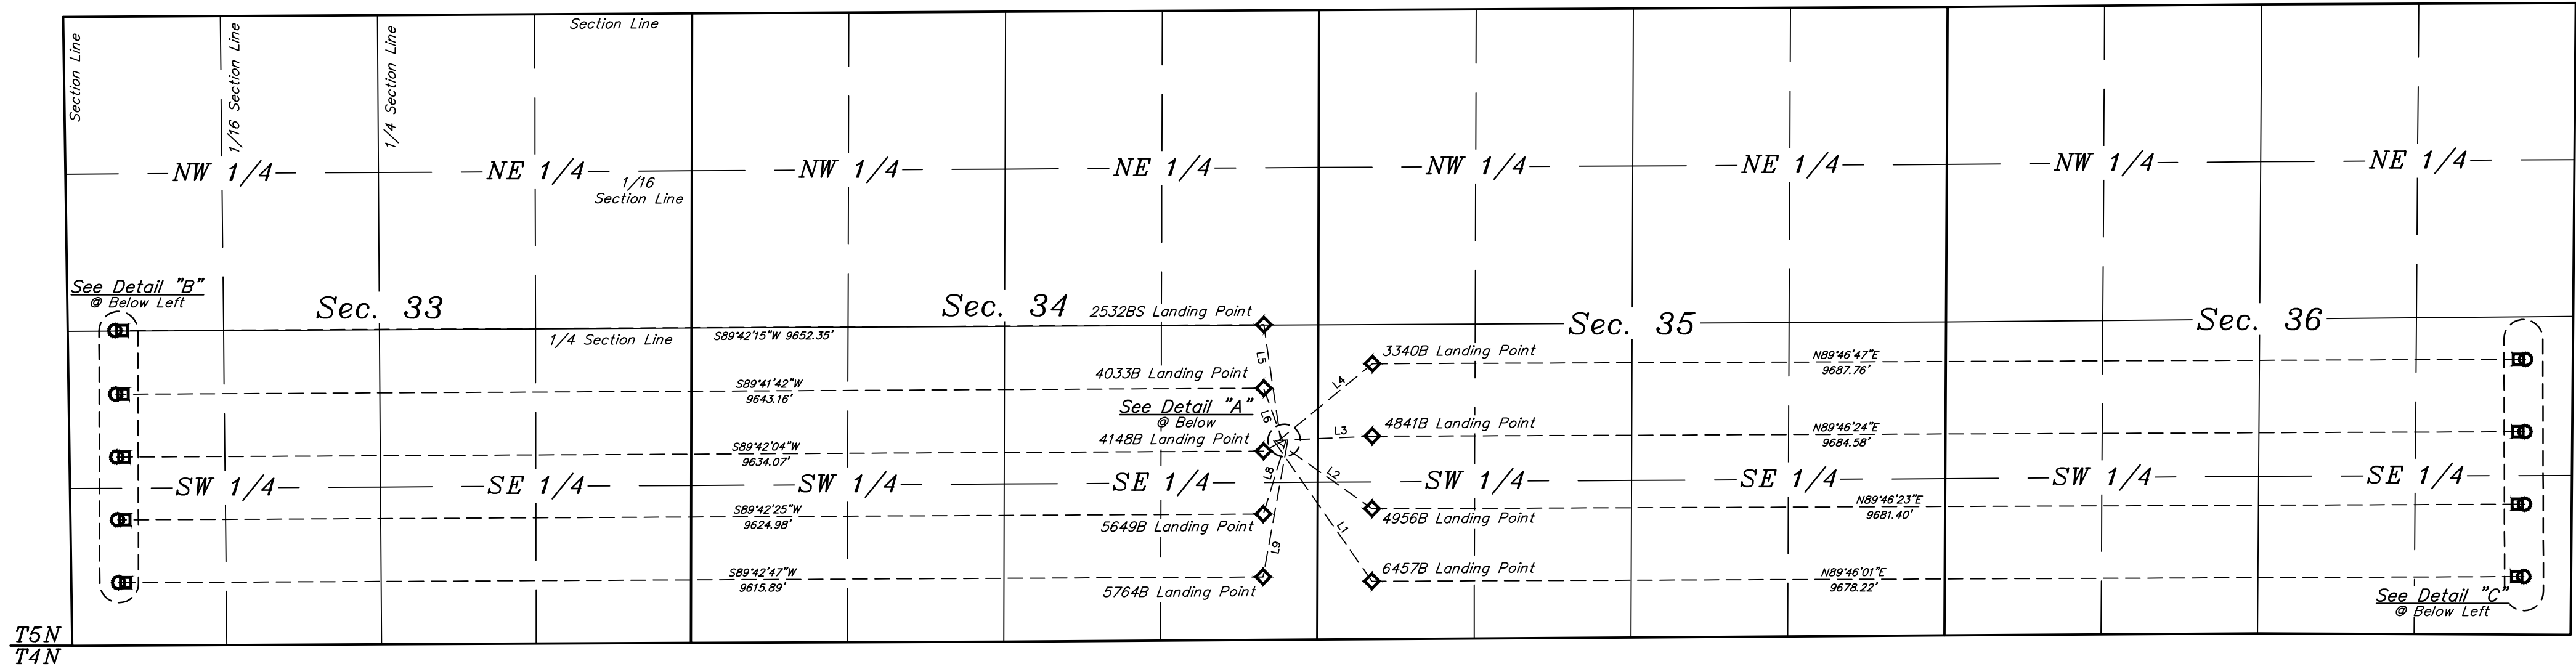 Section Line
Section Line
1/16 Section Line
1/4 Section Line
NW 1/4
NE 1/4
NW 1/4
NE 1/4
NW 1/4
NE 1/4
NW 1/4
NE 1/4
1/16
Section Line
See Detail "B"
@ Below Left
Sec. 33
Sec. 34
Sec. 35
Sec. 36
2532BS Landing Point
1/4 Section Line
S89°42'15"W 9652.35'
L5
3340B Landing Point
N89°46'47"E
9687.76'
4033B Landing Point
S89°41'42"W
9643.16'
L4
See Detail "A"
@ Below
L6
4148B Landing Point
S89°42'04"W
9634.07'
L3
4841B Landing Point
N89°46'24"E
9684.58'
L8
L2
SW 1/4
SE 1/4
SW 1/4
SE 1/4
SW 1/4
SE 1/4
SW 1/4
SE 1/4
S89°42'25"W
9624.98'
5649B Landing Point
4956B Landing Point
N89°46'23"E
9681.40'
L1
L9
S89°42'47"W
9615.89'
5764B Landing Point
6457B Landing Point
N89°46'01"E
9678.22'
See Detail "C"
@ Below Left
T5N
T4N